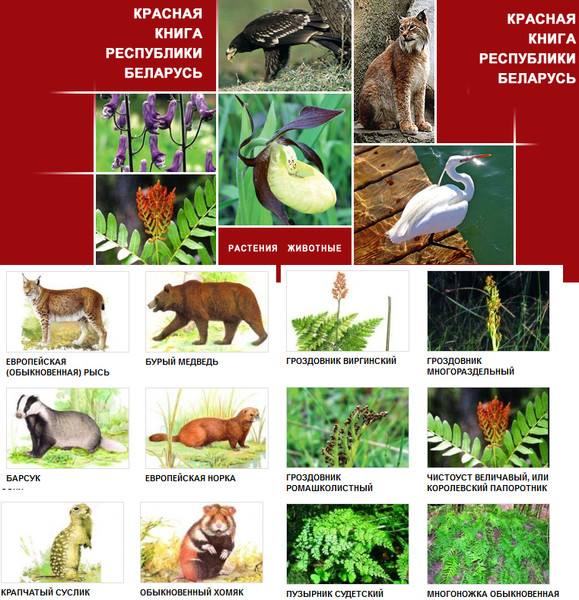 КРАСНАЯ
КНИГА
РЕСПУБЛИКИ
БЕЛАРУСЬ
КРАСНАЯ
КНИГА
РЕСПУБЛИКИ
БЕЛАРУСЬ
РАСТЕНИЯ ЖИВОТНЫЕ
ЕВРОПЕЙСКАЯ
(ОБЫКНОВЕННАЯ) РЫСЬ
БУРЫЙ МЕДВЕДЬ
ГРОЗДОВНИК ВИРГИНСКИЙ
ГРОЗДОВНИК
МНОГОРАЗДЕЛЬНЫЙ
БАРСУК
ЕВРОПЕЙСКАЯ НОРКА
ГРОЗДОВНИК
РОМАШКОЛИСТНЫЙ
ЧИСТОУСТ ВЕЛИЧАВЫЙ, ИЛИ
КОРОЛЕВСКИЙ ПАПОРОТНИК
КРАПЧАТЫЙ СУСЛИК
ОБЫКНОВЕННЫЙ ХОМЯК
ПУЗЫРНИК СУДЕТСКИЙ
МНОГОНОЖКА ОБЫКНОВЕННАЯ